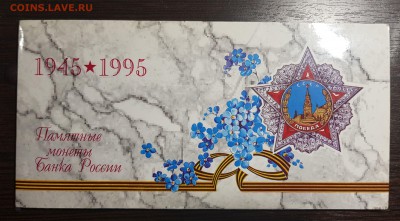 COINS.LAVE.RU
1945★1995
Памятные
монеты
Банка России
ПОБЕДА